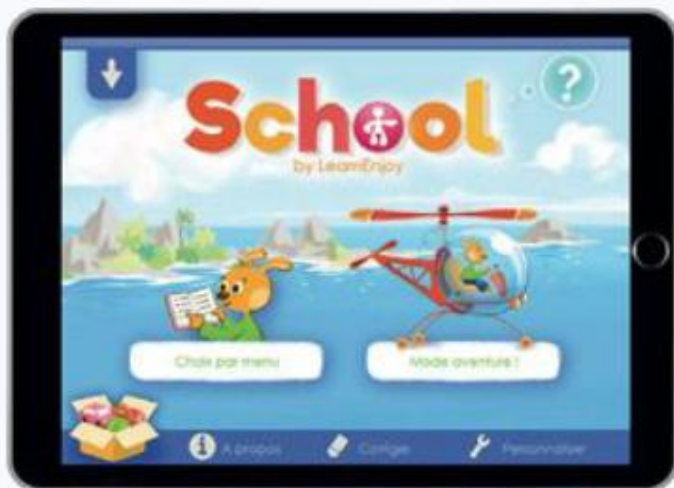 ?
School
by LearnEnjoy
Choix par menu
Mode aventure !
A propos
Corriger
Personnaliser